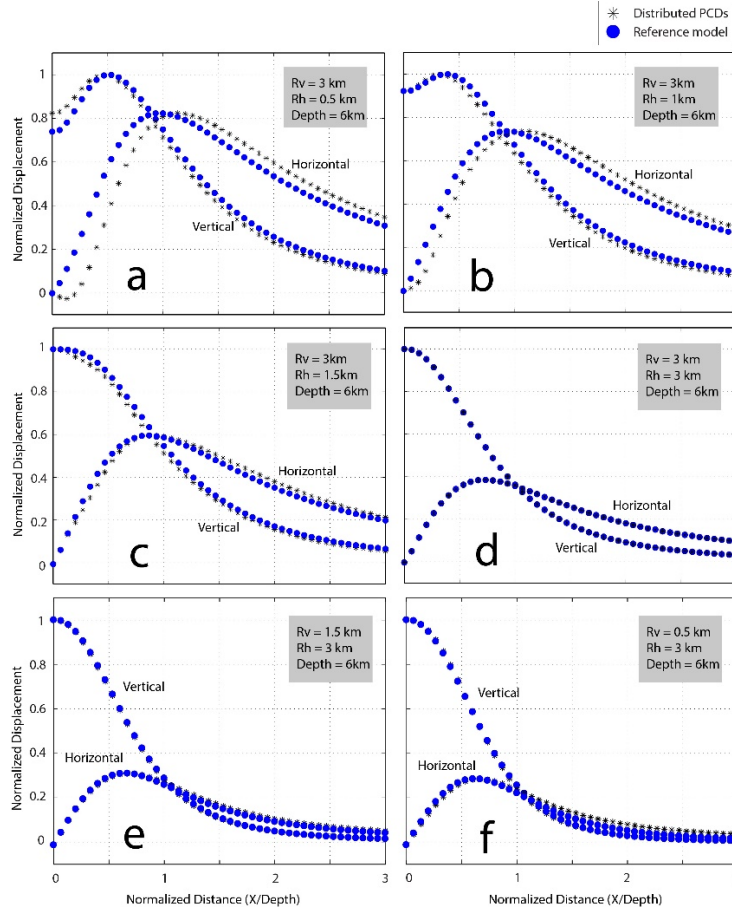 Distributed PCDs
Reference model
Rv = 3 km
Rh = 0.5 km
Depth = 6km
Horizontal
Vertical
a
1
0.8
0.6
0.4
0.2
0
Normalized Displacement
Rv = 3km
Rh = 1km
Depth = 6km
Horizontal
Vertical
b
Rv = 3km
Rh = 1.5km
Depth = 6km
Horizontal
Vertical
c
1
0.8
0.6
0.4
0.2
0
Normalized Displacement
Rv = 3 km
Rh = 3 km
Depth = 6km
Horizontal
Vertical
d
Rv = 1.5 km
Rh = 3 km
Depth = 6km
Vertical
Horizontal
e
1
0.8
0.6
0.4
0.2
0
Normalized Displacement
0 1 2 3
Normalized Distance (X/Depth)
Rv = 0.5 km
Rh = 3 km
Depth = 6km
Vertical
Horizontal
f
0 1 2
Normalized Distance (X/Depth)